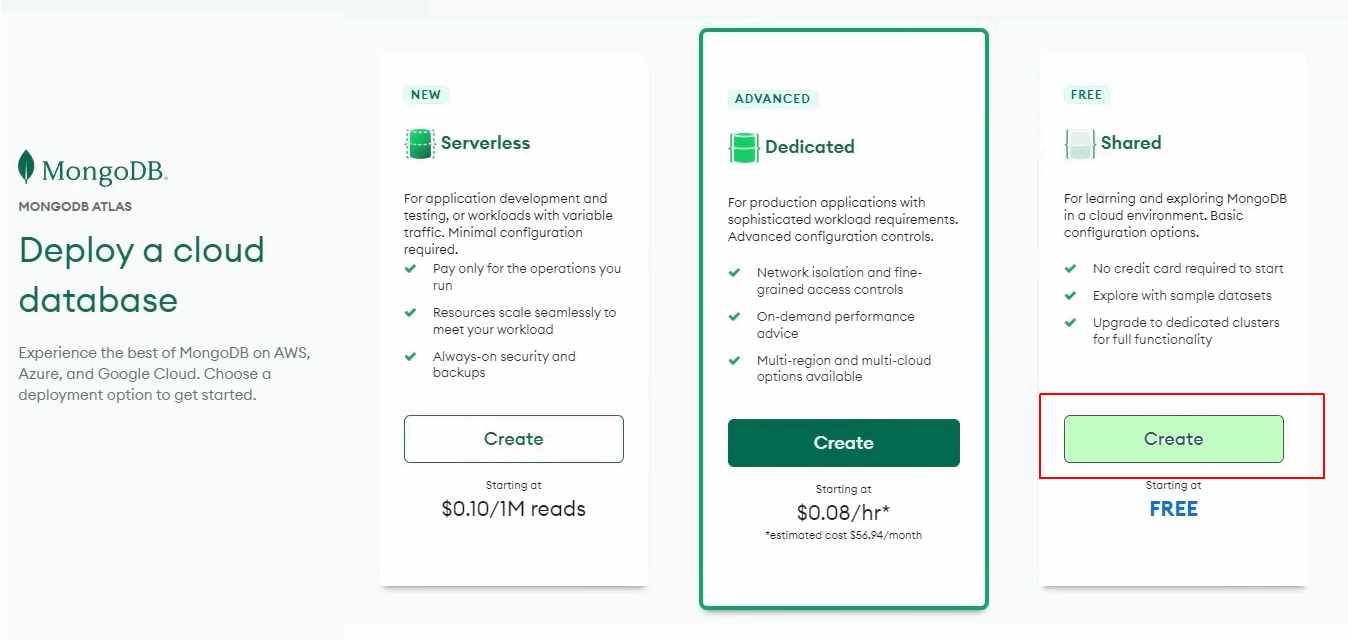 MongoDB.
MONGODB ATLAS
Deploy a cloud
database
Experience the best of MongoDB on AWS,
Azure, and Google Cloud. Choose a
deployment option to get started.
NEW
Serverless
For application development and
testing, or workloads with variable
traffic. Minimal configuration
required.
Pay only for the operations you
run
Resources scale seamlessly to
meet your workload
Always-on security and
backups
Create
Starting at
$0.10/1M reads
ADVANCED
Dedicated
For production applications with
sophisticated workload requirements.
Advanced configuration controls.
Network isolation and fine-
grained access controls
On-demand performance
advice
Multi-region and multi-cloud
options available
Create
Starting at
$0.08/hr*
*estimated cost $56.94/month
FREE
Shared
For learning and exploring MongoDB
in a cloud environment. Basic
configuration options.
No credit card required to start
Explore with sample datasets
Upgrade to dedicated clusters
for full functionality
Create
Starting at
FREE